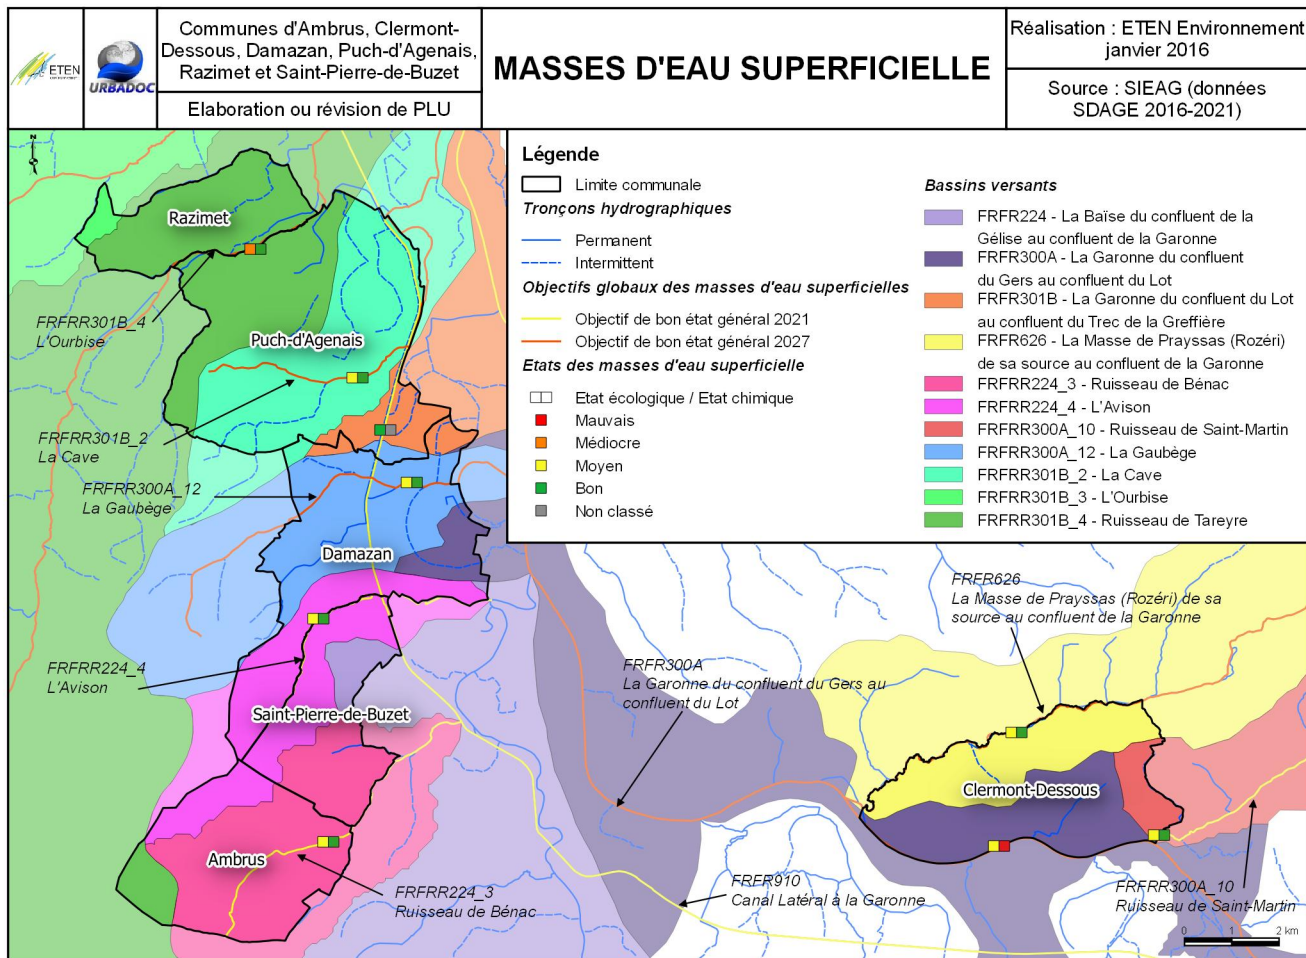 ETEN
URBADOC
Communes d'Ambrus, Clermont-
Dessous, Damazan, Puch-d'Agenais,
Razimet et Saint-Pierre-de-Buzet
Elaboration ou révision de PLU
MASSES D'EAU SUPERFICIELLE
Réalisation : ETEN Environnement
janvier 2016
Source : SIEAG (données
SDAGE 2016-2021)
N
Légende
Limite communale
Tronçons hydrographiques
Permanent
Intermittent
Objectifs globaux des masses d'eau superficielles
Objectif de bon état général 2021
Objectif de bon état général 2027
Etats des masses d'eau superficielle
Etat écologique / Etat chimique
Mauvais
Médiocre
Moyen
Bon
Non classé
Bassins versants
FRFR224 - La Baïse du confluent de la
Gélise au confluent de la Garonne
FRFR300A - La Garonne du confluent
du Gers au confluent du Lot
FRFR301B - La Garonne du confluent du Lot
au confluent du Trec de la Greffière
FRFR626 - La Masse de Prayssas (Rozéri)
de sa source au confluent de la Garonne
FRFRR224_3 - Ruisseau de Bénac
FRFRR224_4 - L'Avison
FRFRR300A_10 - Ruisseau de Saint-Martin
FRFRR300A_12 - La Gaubège
FRFRR301B_2 - La Cave
FRFRR301B_3 - L'Ourbise
FRFRR301B_4 - Ruisseau de Tareyre
Razimet
FRFRR301B_4
L'Ourbise
Puch-d'Agenais
FRFRR301B_2
La Cave
FRFRR300A_12
La Gaubège
Damazan
FRFRR224_4
L'Avison
Saint-Pierre-de-Buzet
Ambrus
FRFRR224_3
Ruisseau de Bénac
FRFR300A
La Garonne du confluent du Gers au
confluent du Lot
FRFR910
Canal Latéral à la Garonne
FRFR626
La Masse de Prayssas (Rozéri) de sa
source au confluent de la Garonne
Clermont-Dessous
FRFRR300A_10
Ruisseau de Saint-Martin
0 1 2 km